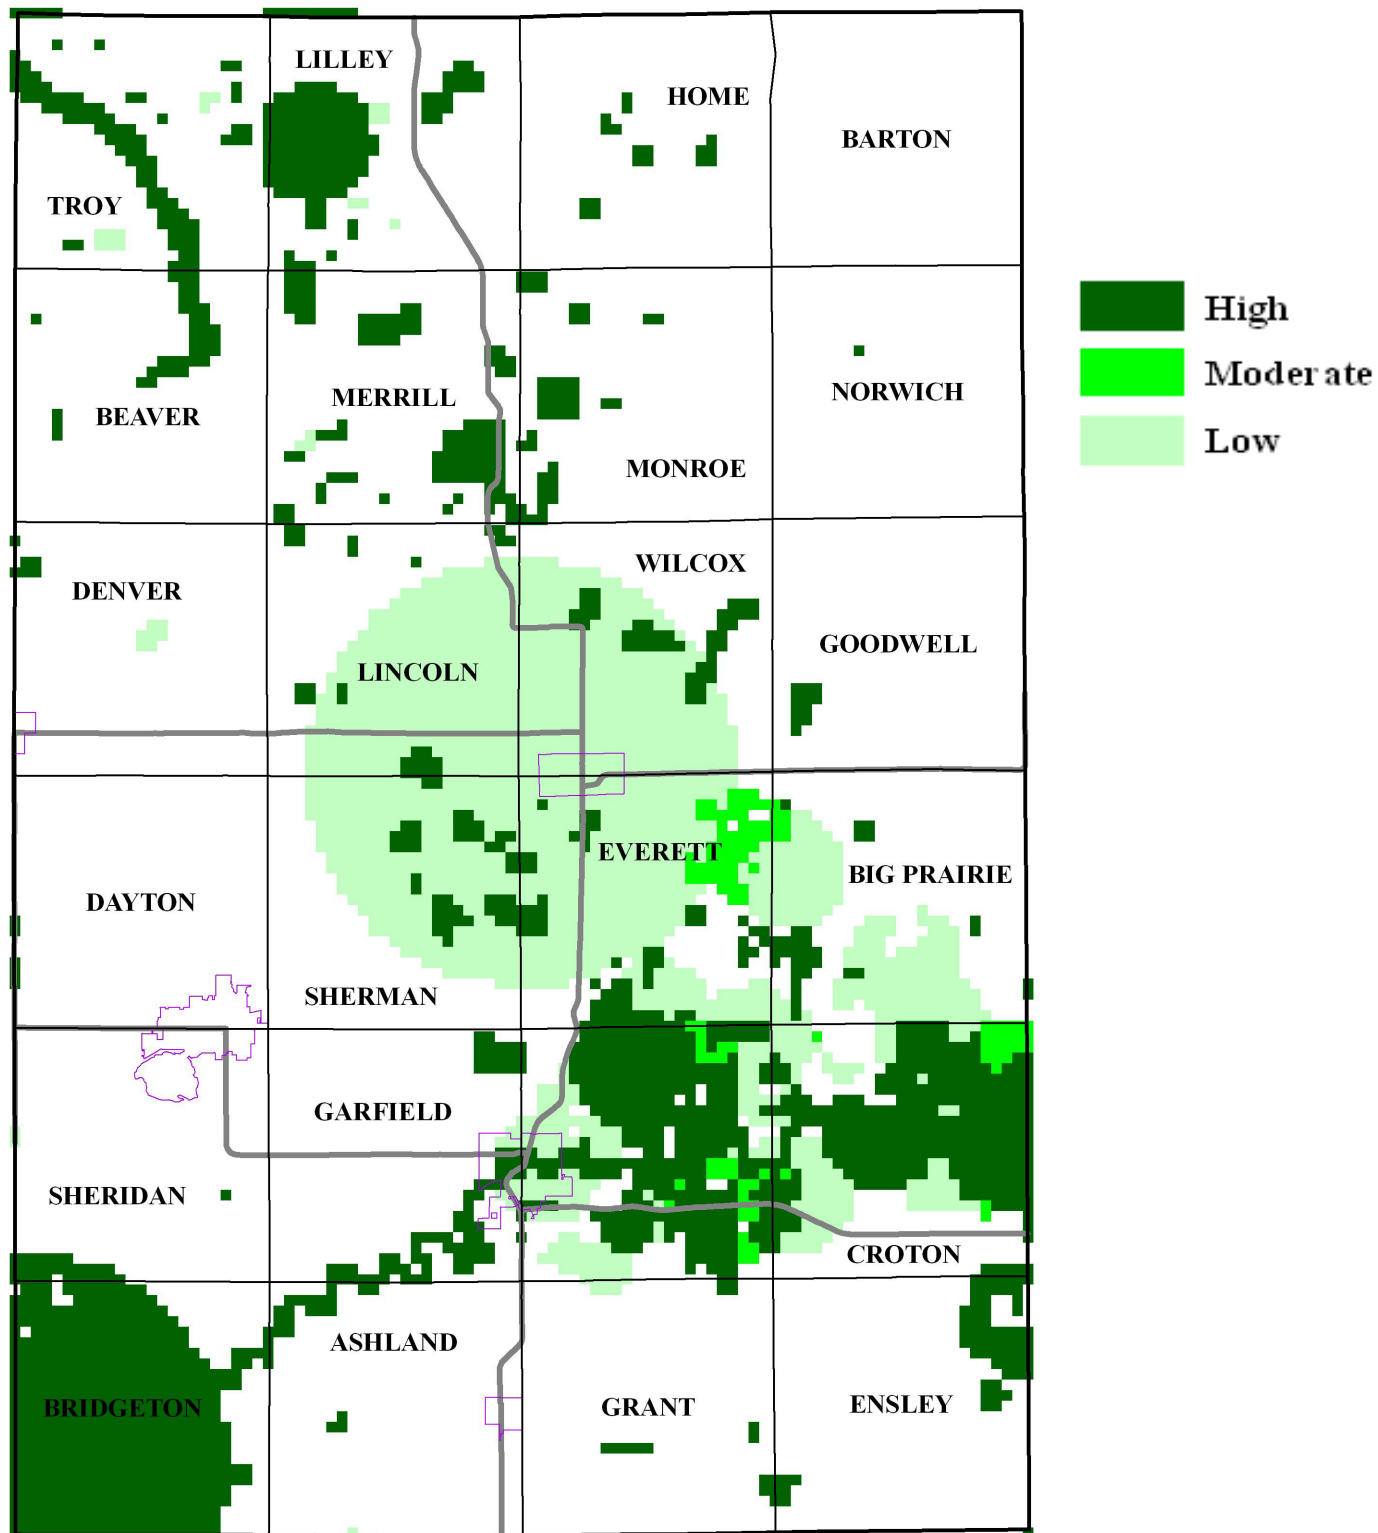 LILLEY
HOME
BARTON
TROY
High
Moderate
Low
MERRILL
NORWICH
BEAVER
MONROE
WILCOX
DENVER
GOODWELL
LINCOLN
EVERETT
BIG PRAIRIE
DAYTON
SHERMAN
GARFIELD
SHERIDAN
CROTON
ASHLAND
BRIDGETON
GRANT
ENSLEY